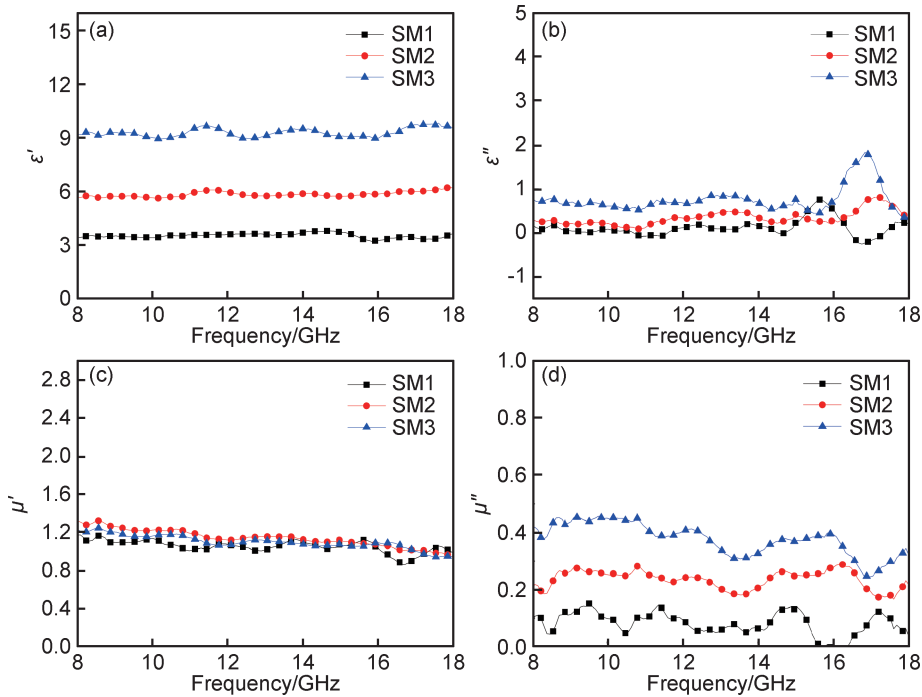 (a)
SM1
SM2
SM3
15
12
9
6
3
0
ε′
8 10 12 14 16 18
Frequency/GHz
(b)
SM1
SM2
SM3
5
4
3
2
1
0
-1
ε″
8 10 12 14 16 18
Frequency/GHz
(c)
SM1
SM2
SM3
2.8
2.4
2.0
1.6
1.2
0.8
0.4
0.0
μ′
8 10 12 14 16 18
Frequency/GHz
(d)
SM1
SM2
SM3
1.0
0.8
0.6
0.4
0.2
0.0
μ″
8 10 12 14 16 18
Frequency/GHz